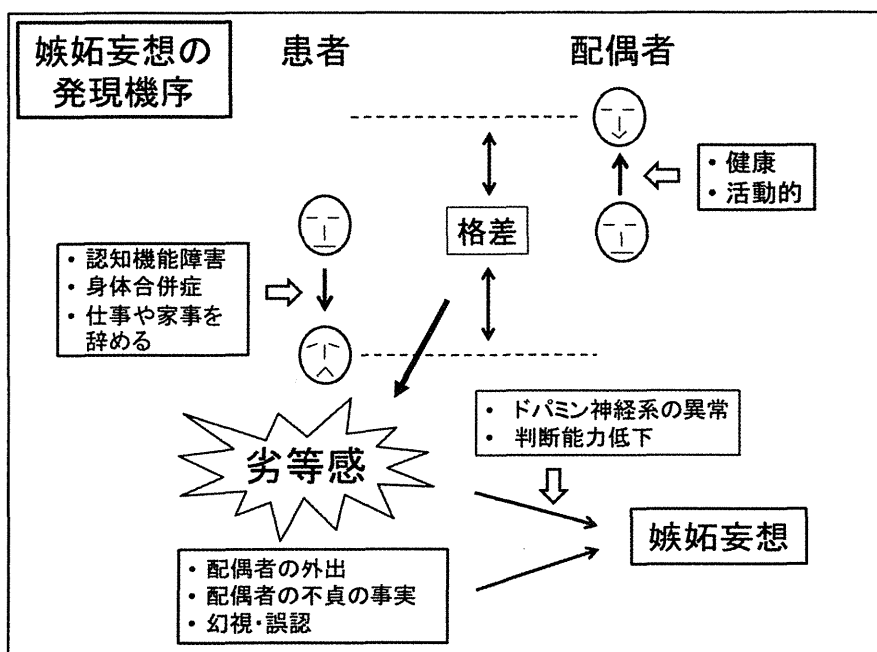 嫉妬妄想の
発現機序
患者
配偶者
・ 健康
・ 活動的
格差
・ 認知機能障害
・ 身体合併症
・ 仕事や家事を
辞める
・ ドパミン神経系の異常
・ 判断能力低下
劣等感
嫉妬妄想
・ 配偶者の外出
・ 配偶者の不貞の事実
・ 幻視・誤認